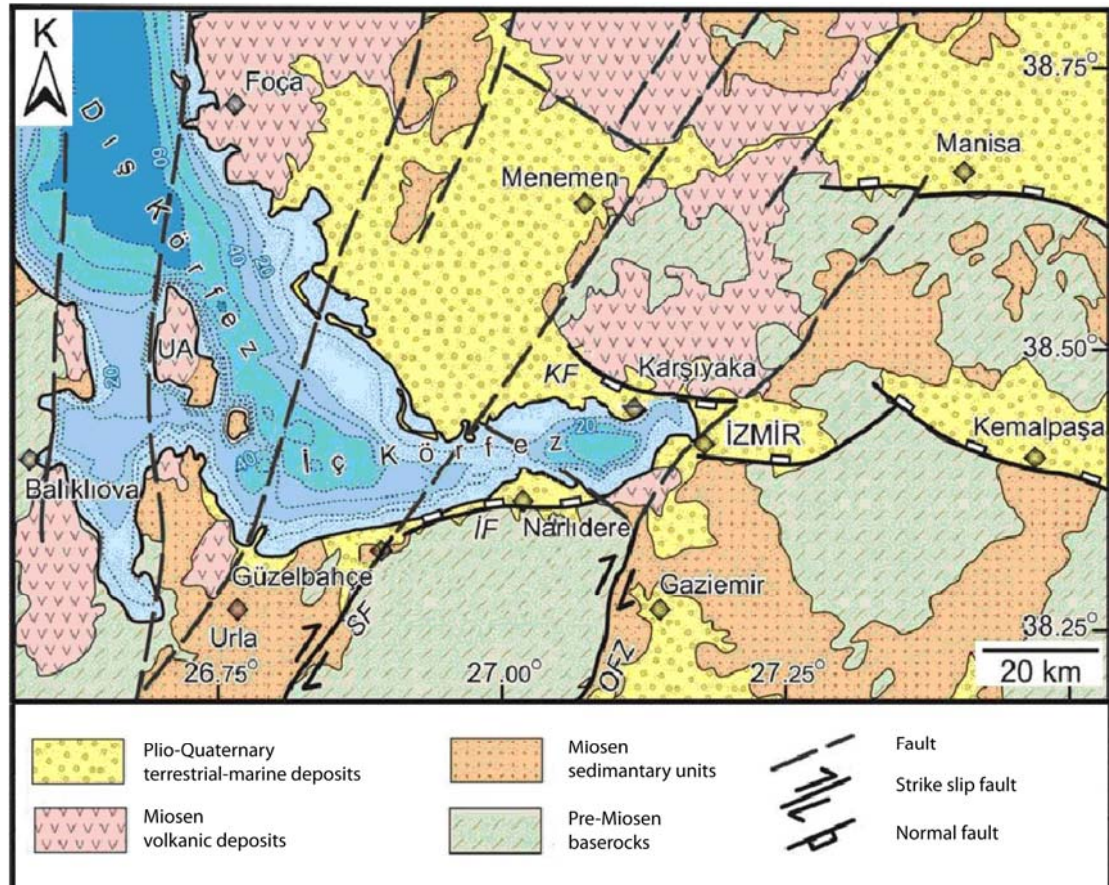 K
Dış Körfez
60
40
20
Foça
38.75°
Manisa
Menemen
UA
20
38.50°
KF
Karşıyaka
İZMİR
Kemalpaşa
20
40
İç Körfez
Balıklıova
İF
Narlıdere
Güzelbahçe
Gaziemir
SF
Urla
OFZ
38.25°
26.75°
27.00°
27.25°
20 km
Plio-Quaternary
terrestrial-marine deposits
Miosen
volkanic deposits
Miosen
sedimantary units
Pre-Miosen
baserocks
Fault
Strike slip fault
Normal fault